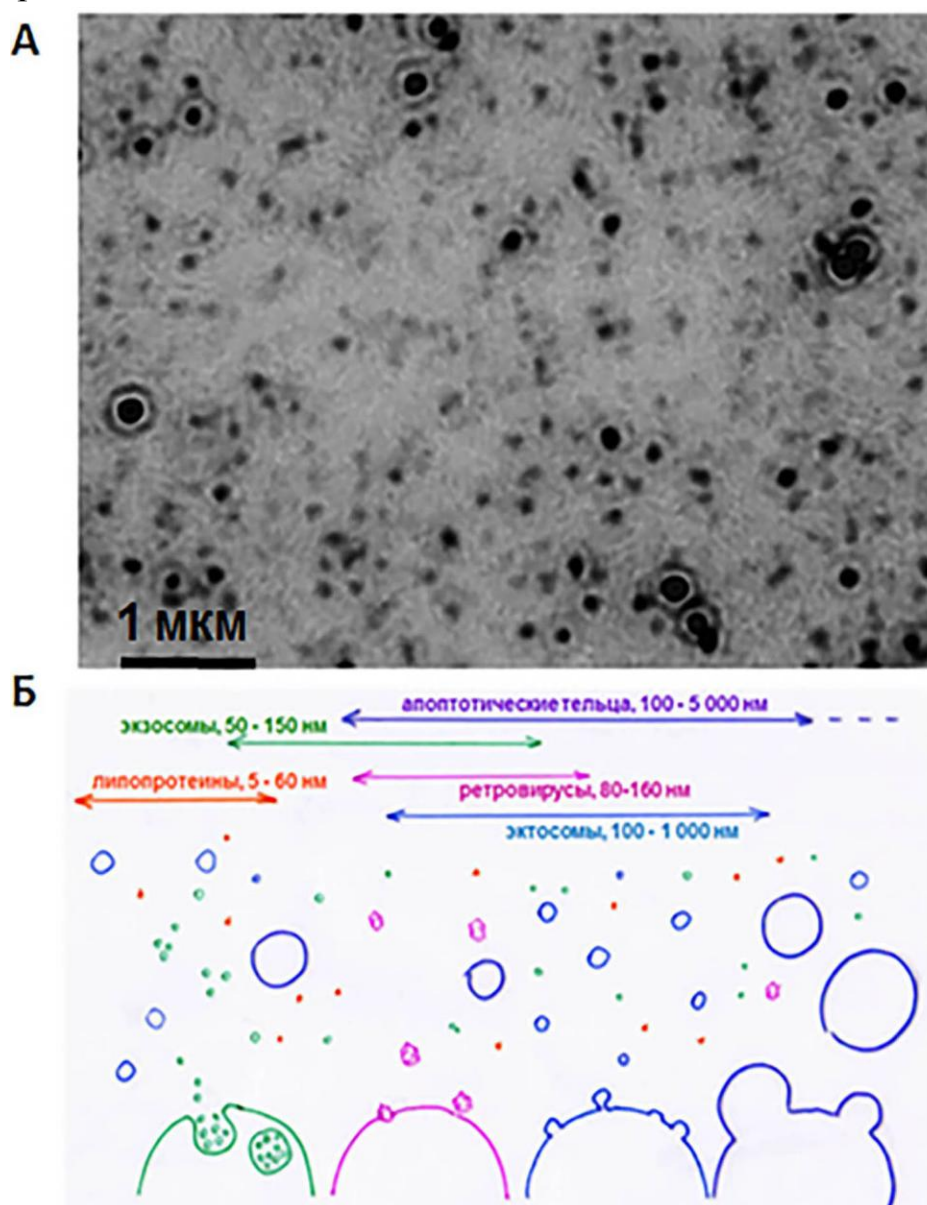 А
1 мкм
Б
апоптотические тельца, 100 - 5 000 нм
экзосомы, 50 - 150 нм
липопротеины, 5 - 60 нм
ретровирусы, 80-160 нм
эктосомы, 100 - 1 000 нм